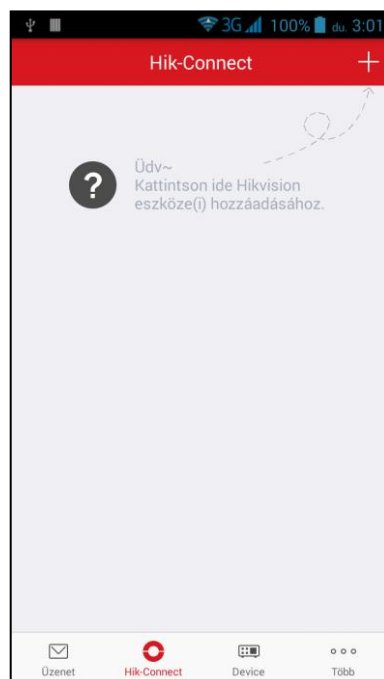 3G 100% du. 3:01
Hik-Connect
Üdv~
Kattintson ide Hikvision
eszköze(i) hozzáadásához.
Üzenet Hik-Connect Device Több